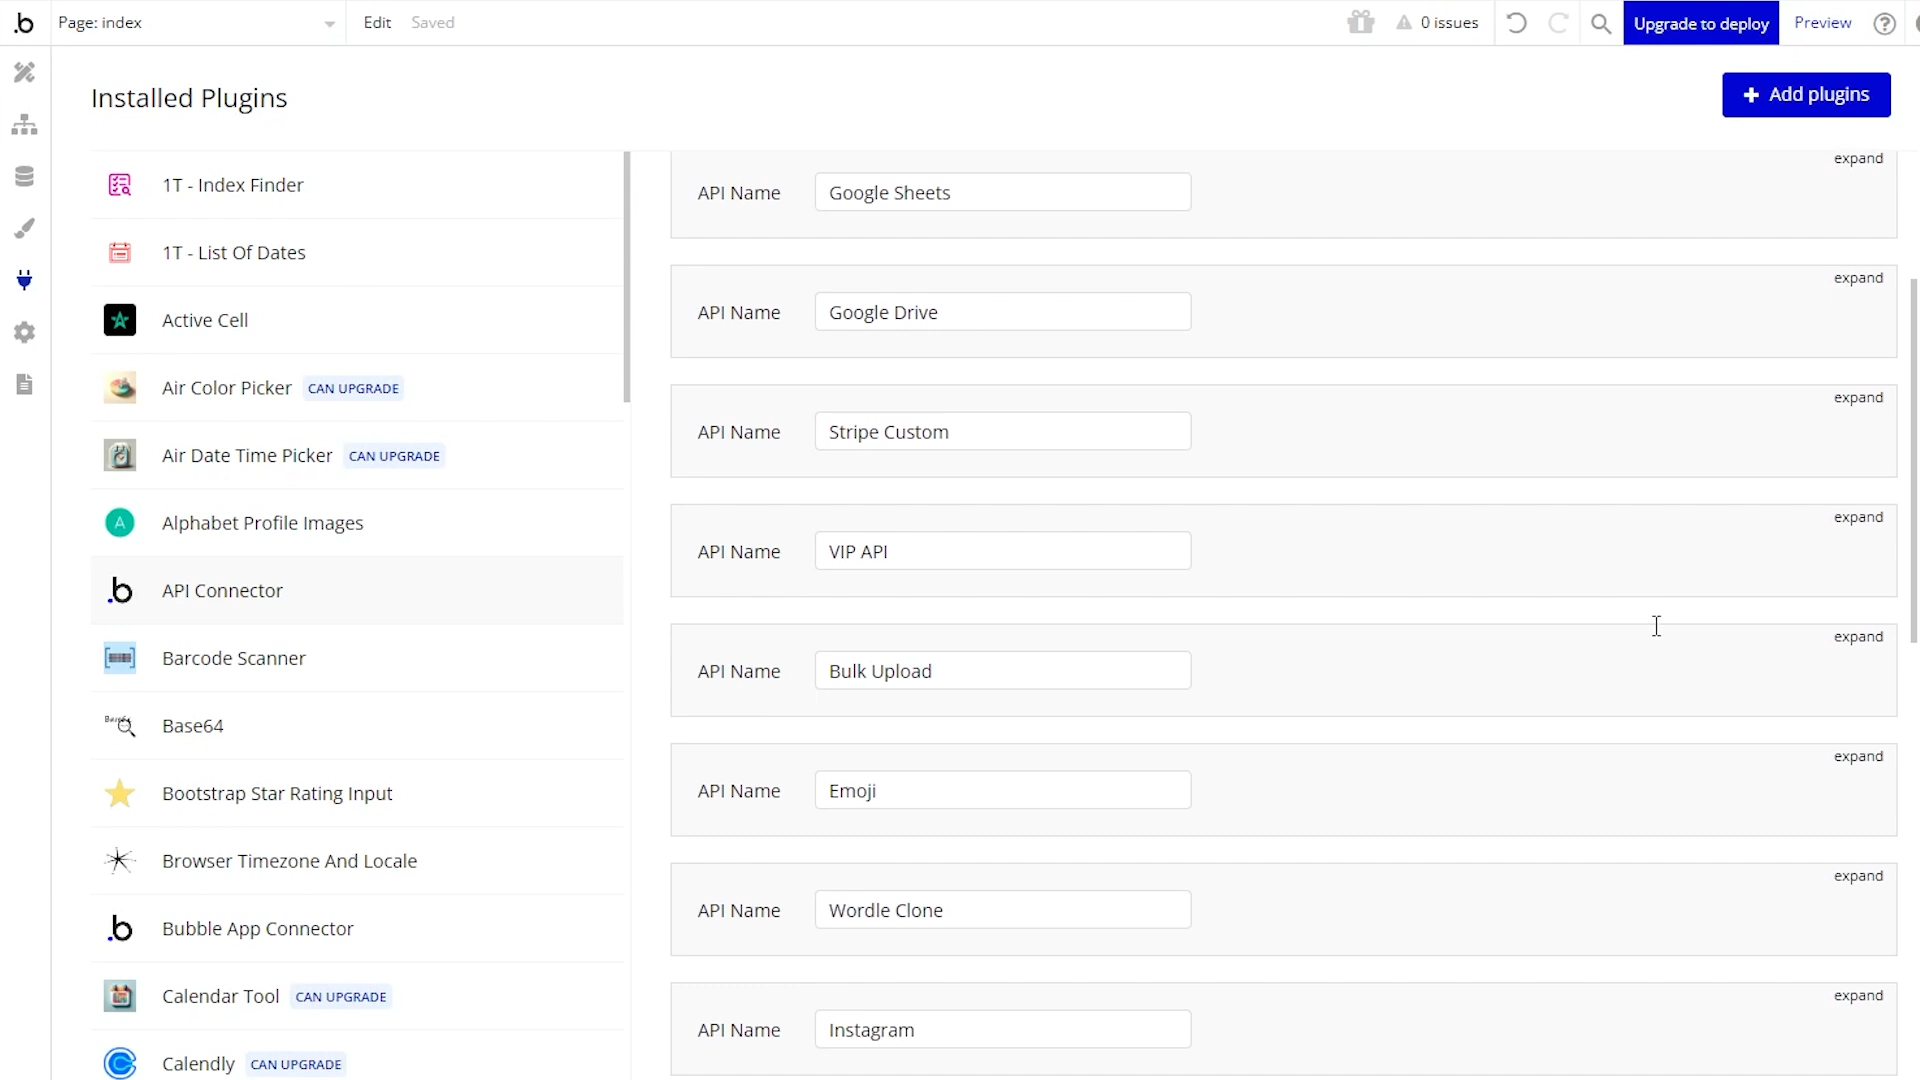 .b Page: index Edit Saved 0 issues Upgrade to deploy Preview ?
Installed Plugins
+ Add plugins
1T - Index Finder
1T - List Of Dates
Active Cell
Air Color Picker CAN UPGRADE
Air Date Time Picker CAN UPGRADE
A Alphabet Profile Images
.b API Connector
Barcode Scanner
Base64
Bootstrap Star Rating Input
Browser Timezone And Locale
.b Bubble App Connector
Calendar Tool CAN UPGRADE
Calendly CAN UPGRADE
expand
API Name Google Sheets
expand
API Name Google Drive
expand
API Name Stripe Custom
expand
API Name VIP API
expand
API Name Bulk Upload
expand
API Name Emoji
expand
API Name Wordle Clone
expand
API Name Instagram